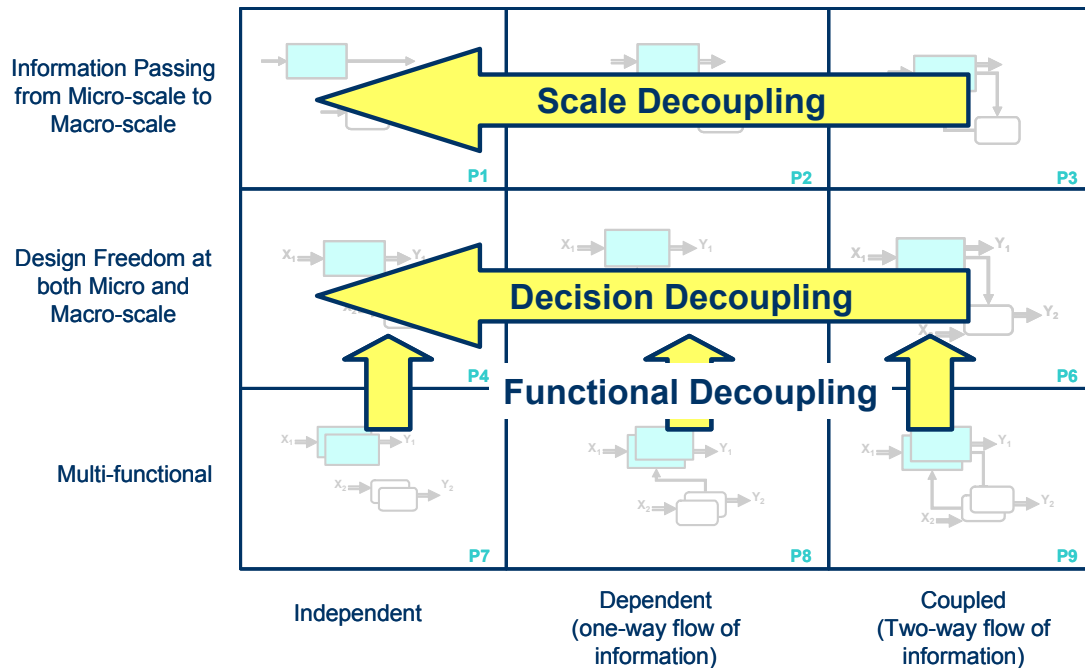 Information Passing
from Micro-scale to
Macro-scale
Scale Decoupling
P1
P2
P3
Design Freedom at
both Micro and
Macro-scale
X₁
Y₁
X₁
Y₁
X₁
Y₁
Decision Decoupling
Y₂
P4
P6
Functional Decoupling
Multi-functional
X₁
Y₁
X₂
Y₂
P7
X₁
Y₁
X₂
Y₂
P8
X₁
Y₁
X₂
Y₂
P9
Independent
Dependent
(one-way flow of
information)
Coupled
(Two-way flow of
information)